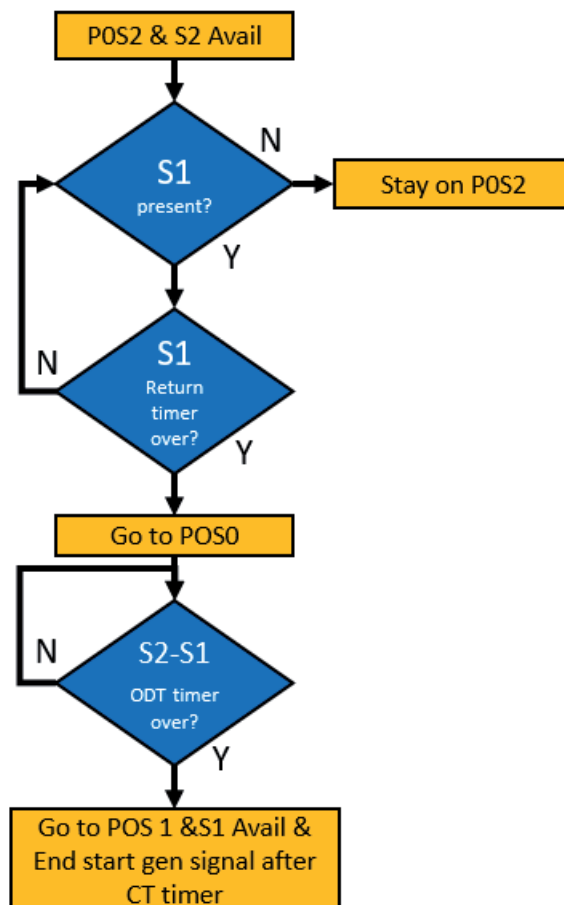 P0S2 & S2 Avail
S1
present?
N
Stay on P0S2
Y
S1
Return
timer
over?
N
Y
Go to POS0
S2-S1
ODT timer
over?
N
Y
Go to POS 1 &S1 Avail &
End start gen signal after
CT timer